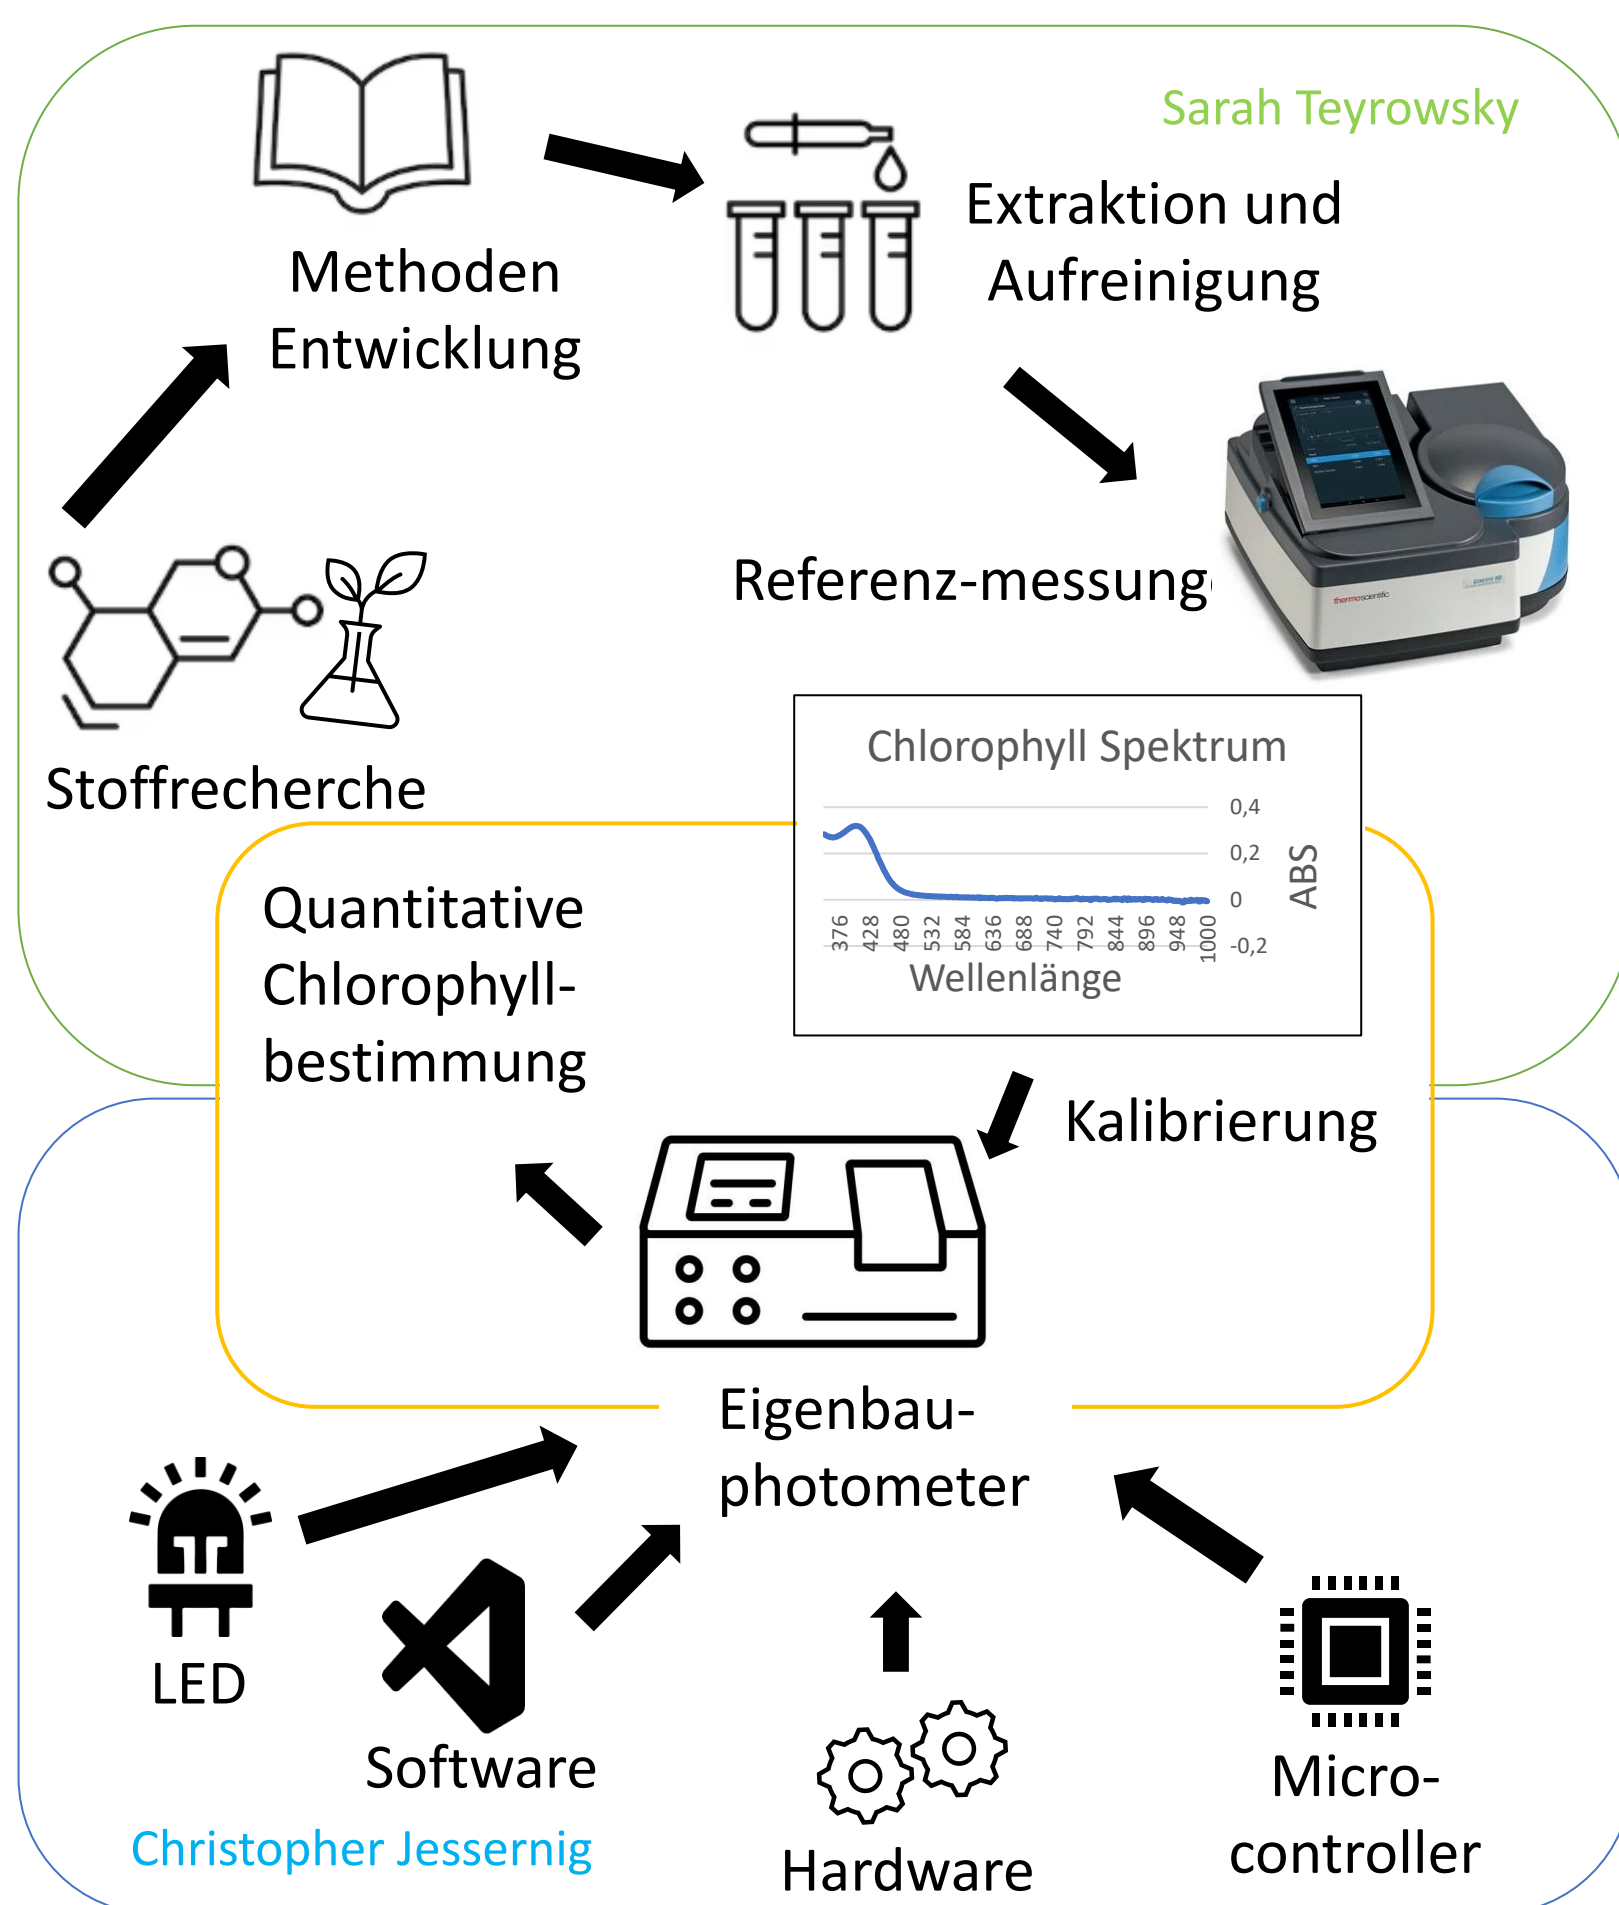 Sarah Teyrowsky
Methoden
Entwicklung
Extraktion und
Aufreinigung
Referenz-messung
thermoscientific
Stoffrecherche
Chlorophyll Spektrum
0,4
0,2
0
-0,2
ABS
376 428 480 532 584 636 688 740 792 844 896 948 1000
Wellenlänge
Quantitative
Chlorophyll-
bestimmung
Kalibrierung
Eigenbau-
photometer
LED
Software
Hardware
Micro-
controller
Christopher Jessernig